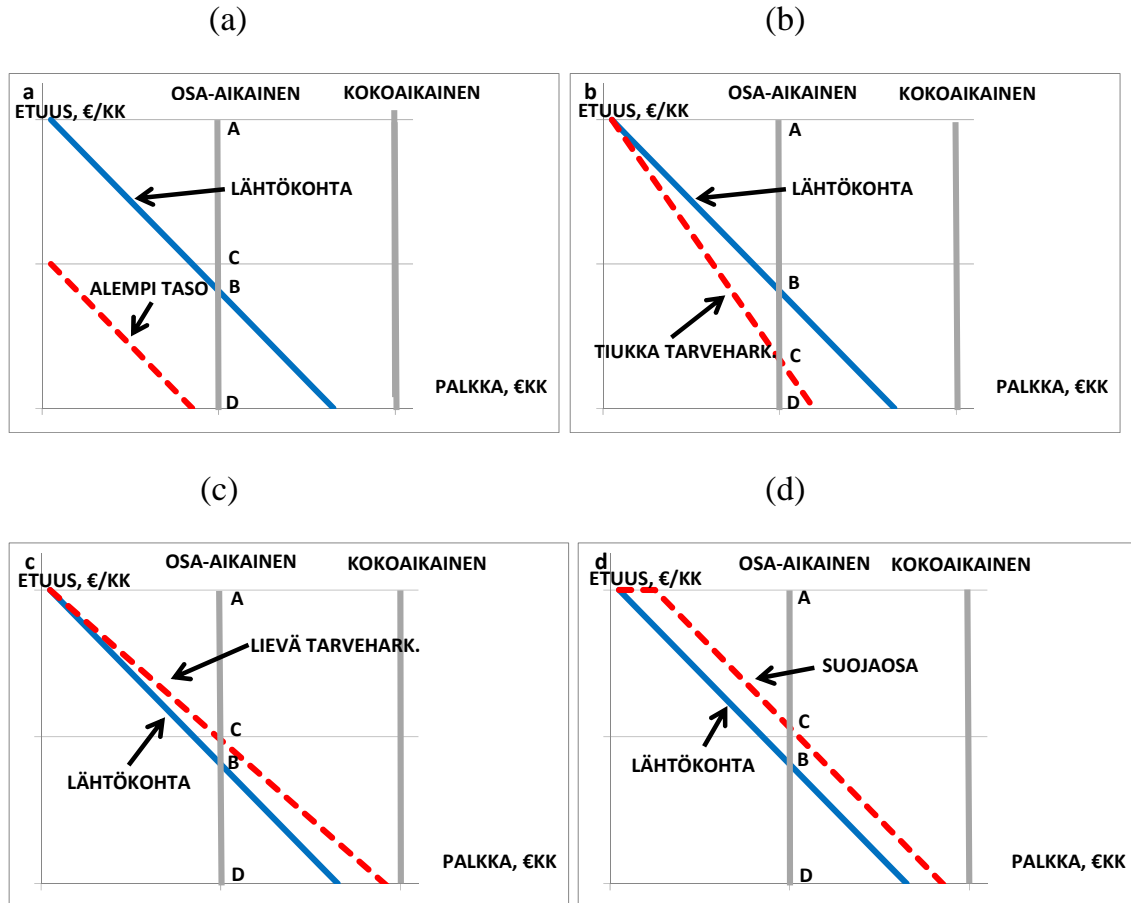 (a)
(b)
a
OSA-AIKAINEN
KOKOAIKAINEN
ETUUS, €/KK
A
LÄHTÖKOHTA
C
ALEMPI TASO
B
PALKKA, €KK
D
b
OSA-AIKAINEN
KOKOAIKAINEN
ETUUS, €/KK
A
LÄHTÖKOHTA
B
TIUKKA TARVEHARK.
C
PALKKA, €KK
D
(c)
(d)
c
OSA-AIKAINEN
KOKOAIKAINEN
ETUUS, €/KK
A
LIEVÄ TARVEHARK.
C
B
LÄHTÖKOHTA
PALKKA, €KK
D
d
OSA-AIKAINEN
KOKOAIKAINEN
ETUUS, €/KK
A
SUOJAOSA
C
B
LÄHTÖKOHTA
PALKKA, €KK
D